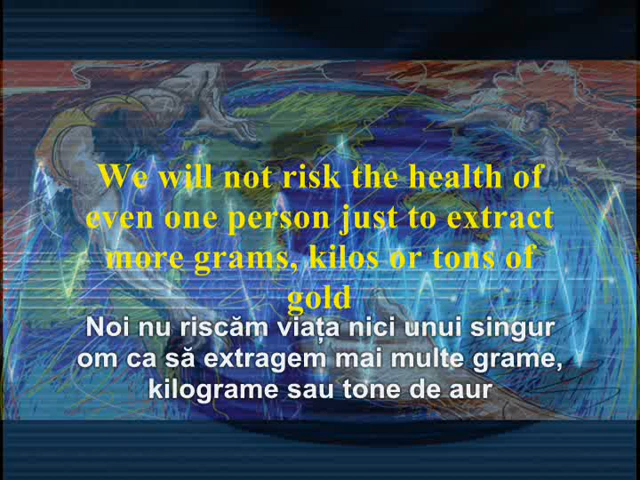 We will not risk the health of
even one person just to extract
more grams, kilos or tons of
gold
Noi nu riscăm viața nici unui singur
om ca să extragem mai multe grame,
kilograme sau tone de aur